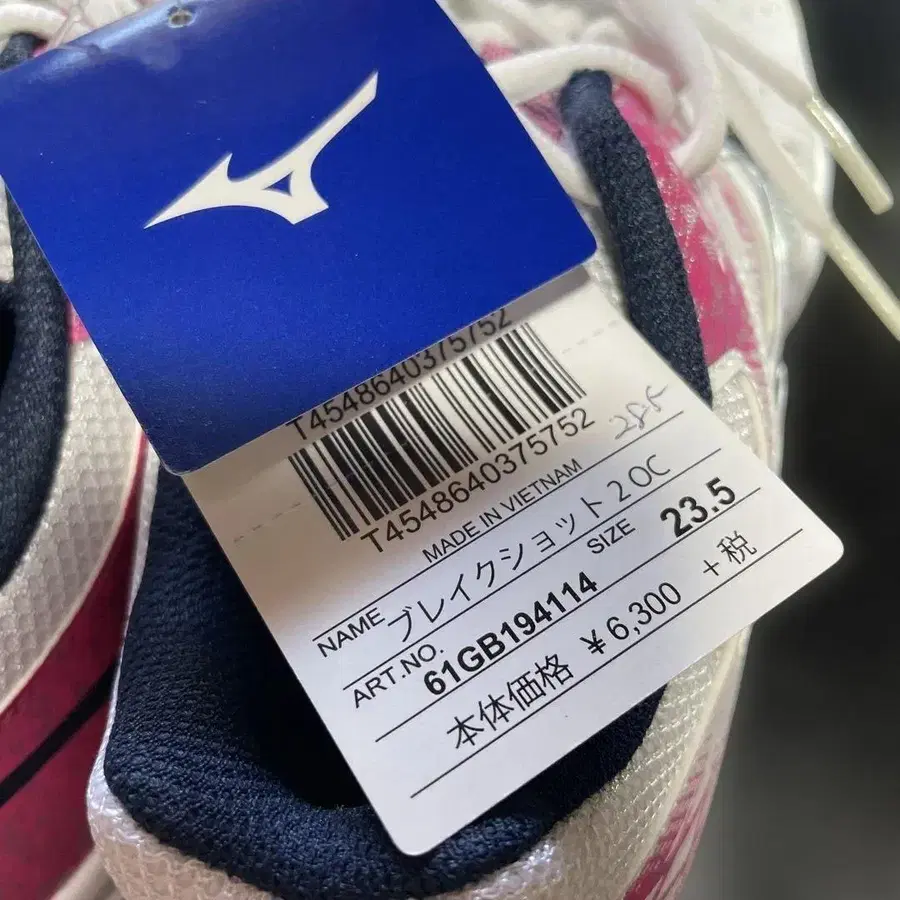 T4548640375752
T4548640375752
MADE IN VIETNAM
NAME ブレイクショット2 OC
ART.NO. SIZE
61GB194114 23.5
本体価格 ¥6,300 +税